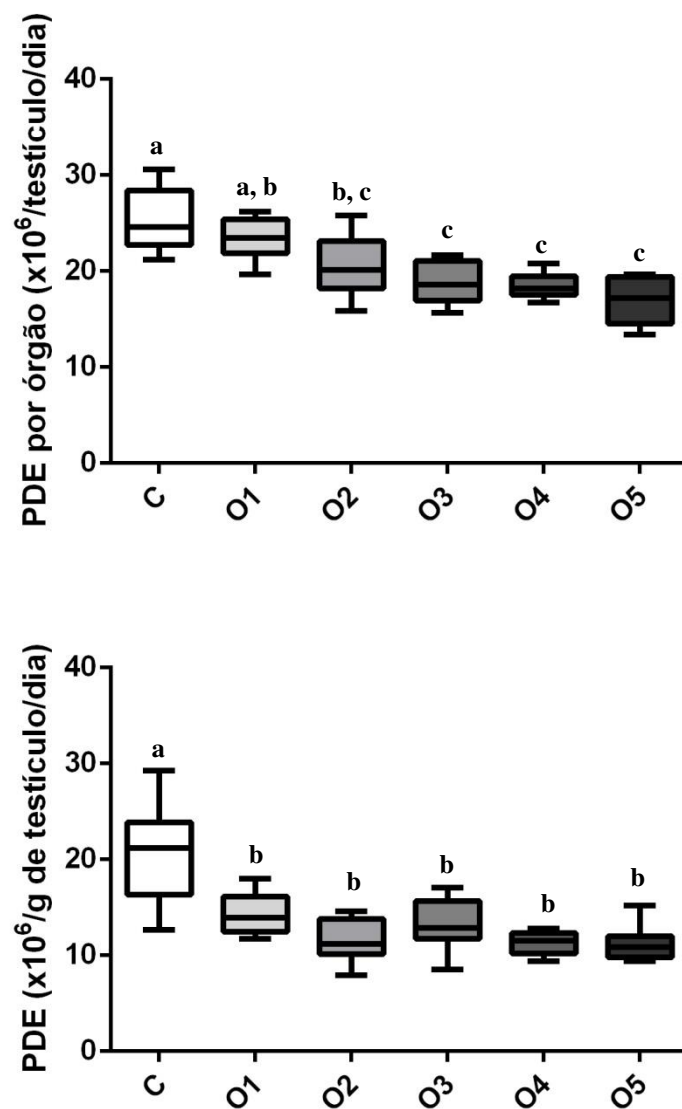 PDE por órgão (x10⁶/testículo/dia)
40
30
20
10
0
a
a, b
b, c
c
c
c
C
O1
O2
O3
O4
O5
PDE (x10⁶/g de testículo/dia)
40
30
20
10
0
a
b
b
b
b
b
C
O1
O2
O3
O4
O5